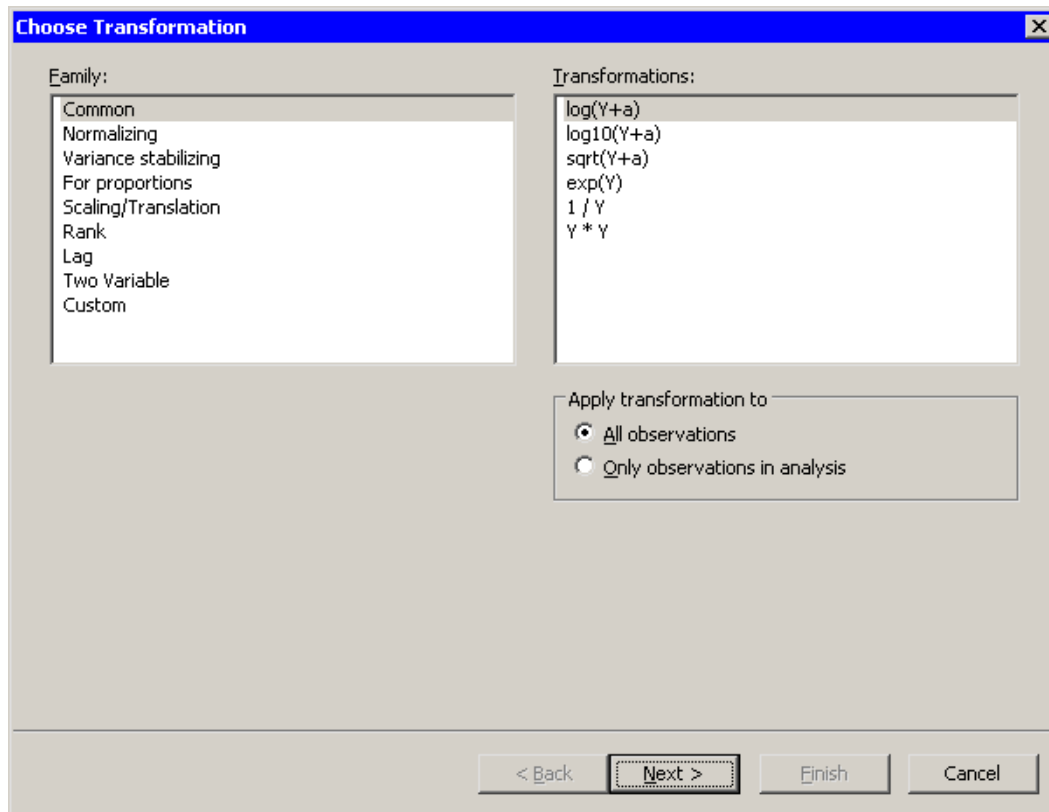 Choose Transformation
Family:
Common
Normalizing
Variance stabilizing
For proportions
Scaling/Translation
Rank
Lag
Two Variable
Custom
Transformations:
log(Y+a)
log10(Y+a)
sqrt(Y+a)
exp(Y)
1 / Y
Y * Y
Apply transformation to
All observations
Only observations in analysis
< Back
Next >
Finish
Cancel